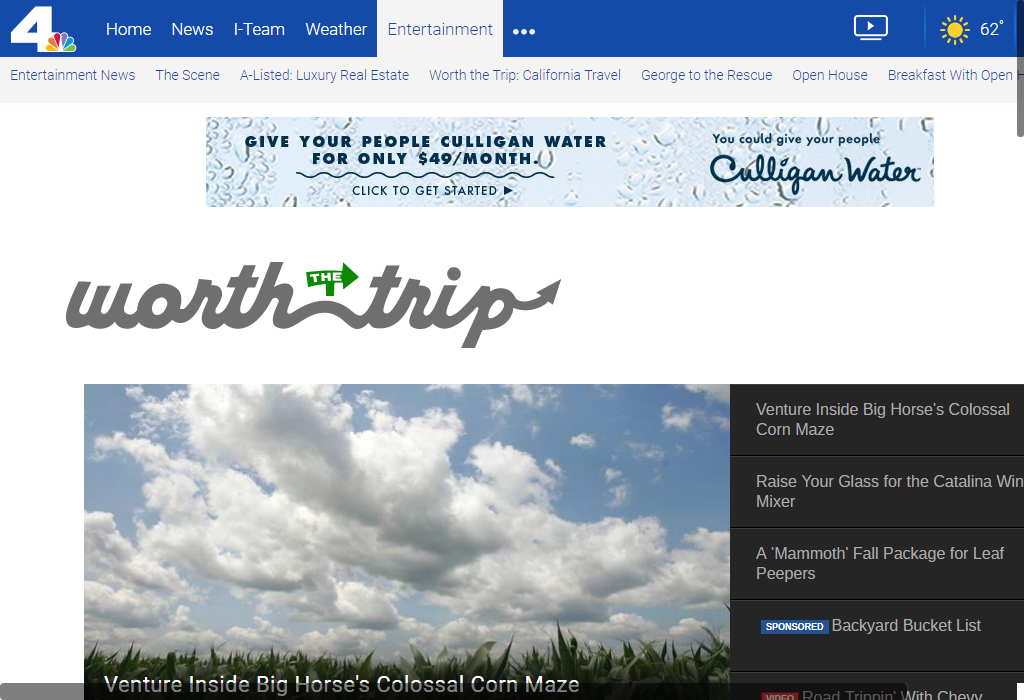 4
Home News I-Team Weather Entertainment •••
62°
Entertainment News The Scene A-Listed: Luxury Real Estate Worth the Trip: California Travel George to the Rescue Open House Breakfast With Open H
GIVE YOUR PEOPLE CULLIGAN WATER
FOR ONLY $49/MONTH.
CLICK TO GET STARTED ▶
You could give your people
Culligan Water
worth THE trip
Venture Inside Big Horse's Colossal
Corn Maze
Raise Your Glass for the Catalina Win
Mixer
A 'Mammoth' Fall Package for Leaf
Peepers
SPONSORED Backyard Bucket List
VIDEO Road Trippin' With Chevy
Venture Inside Big Horse's Colossal Corn Maze